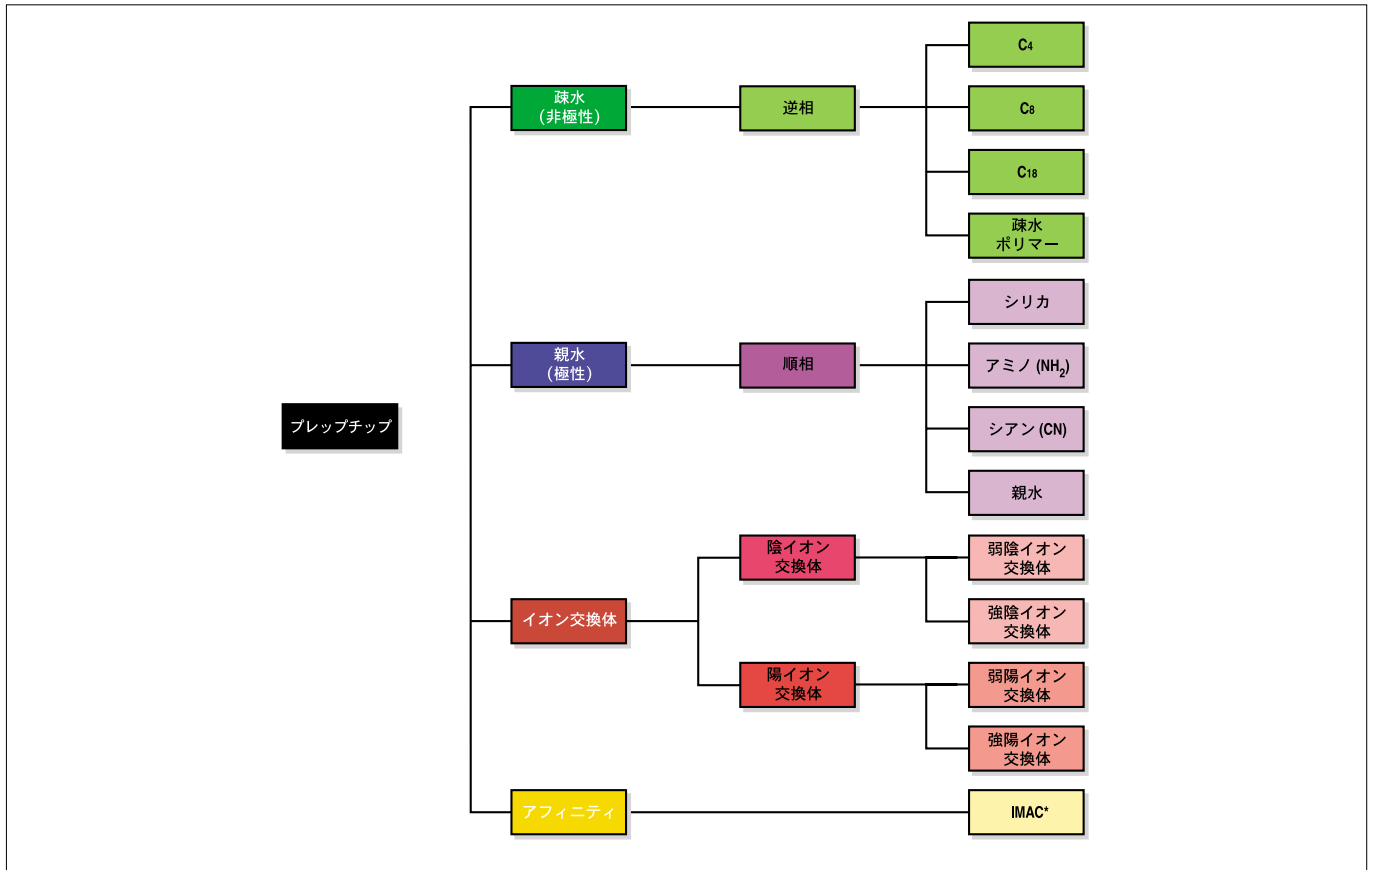 C4
疎水
(非極性)
逆相
C8
C18
疎水
ポリマー
シリカ
親水
(極性)
順相
アミノ (NH2)
プレップチップ
シアン (CN)
親水
陰イオン
交換体
弱陰イオン
交換体
イオン交換体
強陰イオン
交換体
陽イオン
交換体
弱陽イオン
交換体
強陽イオン
交換体
アフィニティ
IMAC*